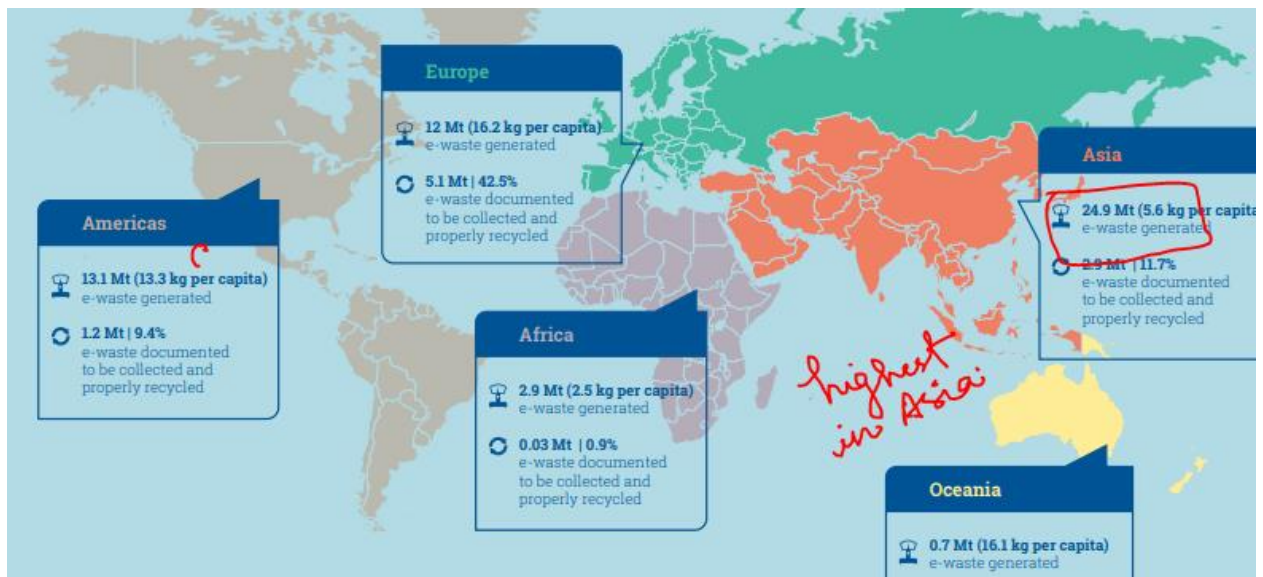 Europe
12 Mt (16.2 kg per capita)
e-waste generated
5.1 Mt | 42.5%
e-waste documented
to be collected and
properly recycled
Asia
24.9 Mt (5.6 kg per capita
e-waste generated
2.9 Mt | 11.7%
e-waste documented
to be collected and
properly recycled
Americas
13.1 Mt (13.3 kg per capita)
e-waste generated
1.2 Mt | 9.4%
e-waste documented
to be collected and
properly recycled
Africa
2.9 Mt (2.5 kg per capita)
e-waste generated
0.03 Mt | 0.9%
e-waste documented
to be collected and
properly recycled
highest
in Asia
Oceania
0.7 Mt (16.1 kg per capita)
e-waste generated